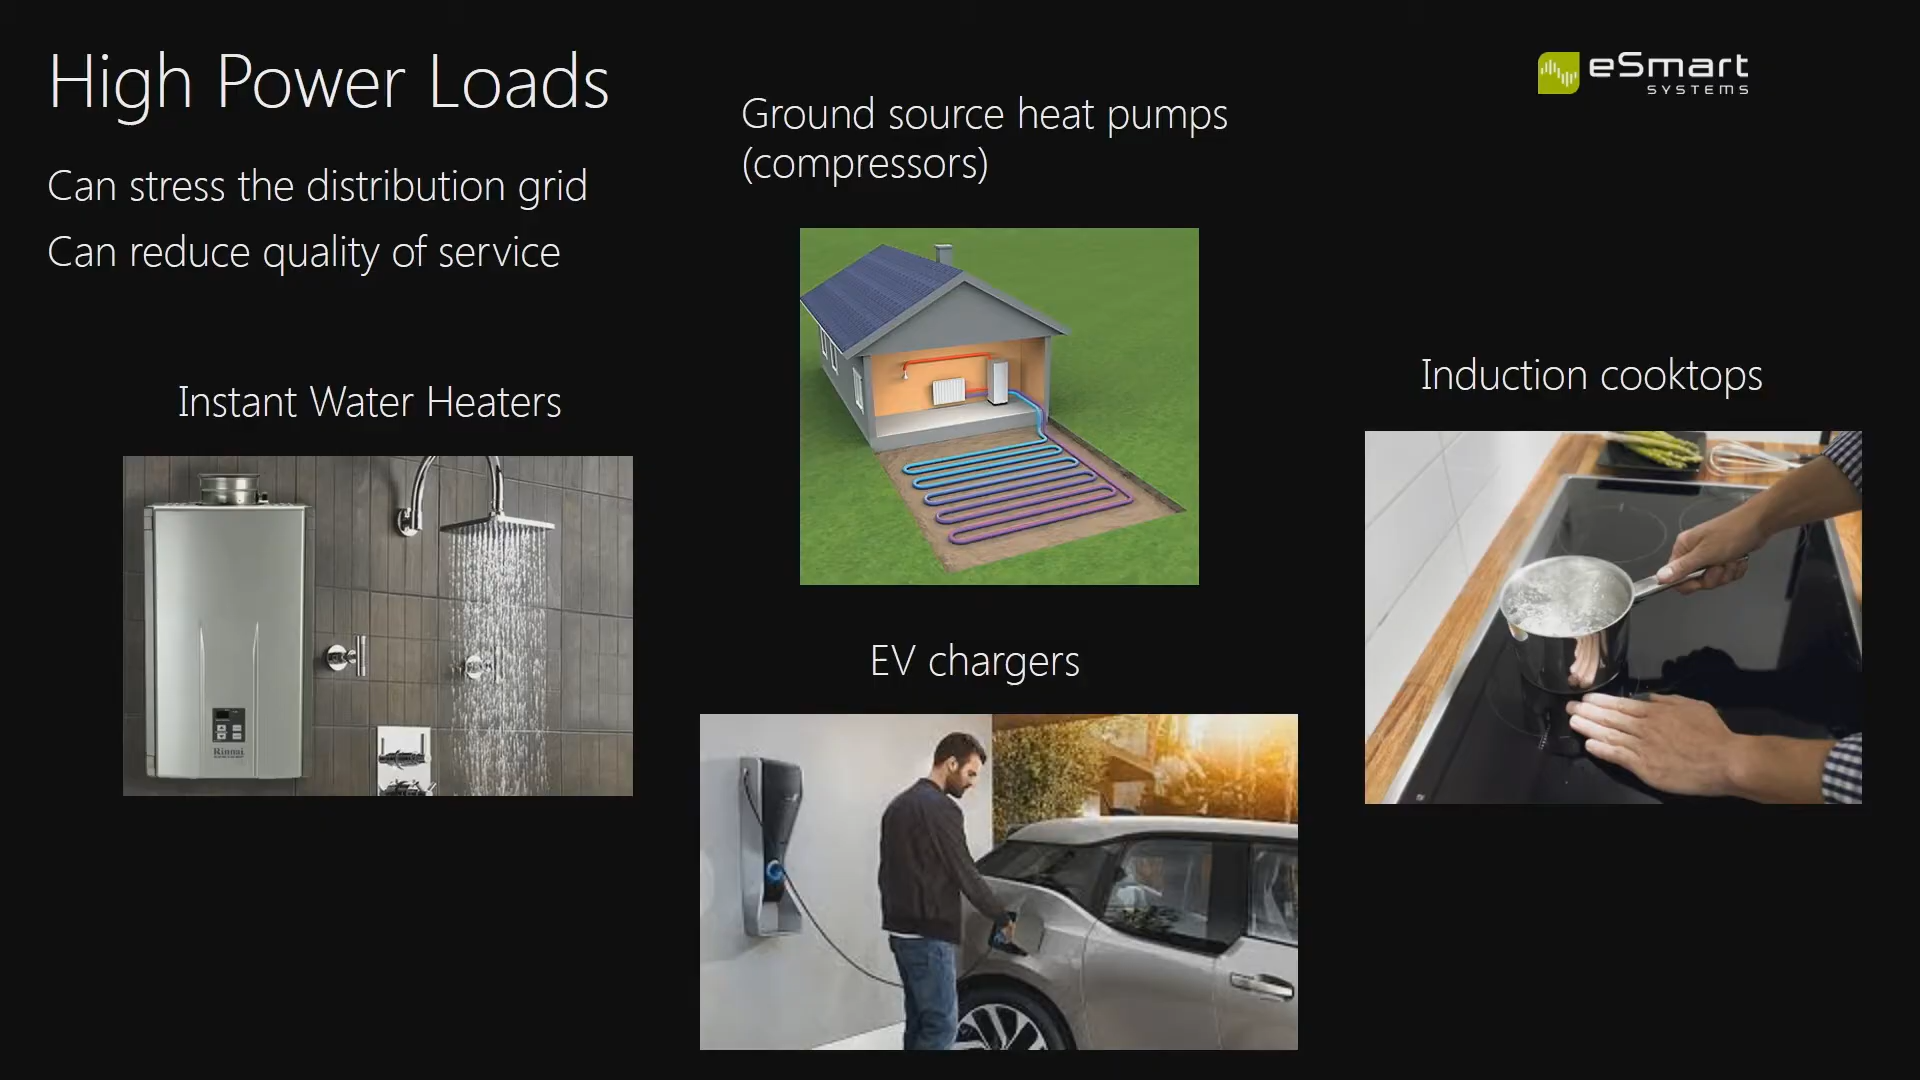 High Power Loads
Can stress the distribution grid
Can reduce quality of service
eSmart
SYSTEMS
Ground source heat pumps
(compressors)
Instant Water Heaters
Rinnai
EV chargers
Induction cooktops